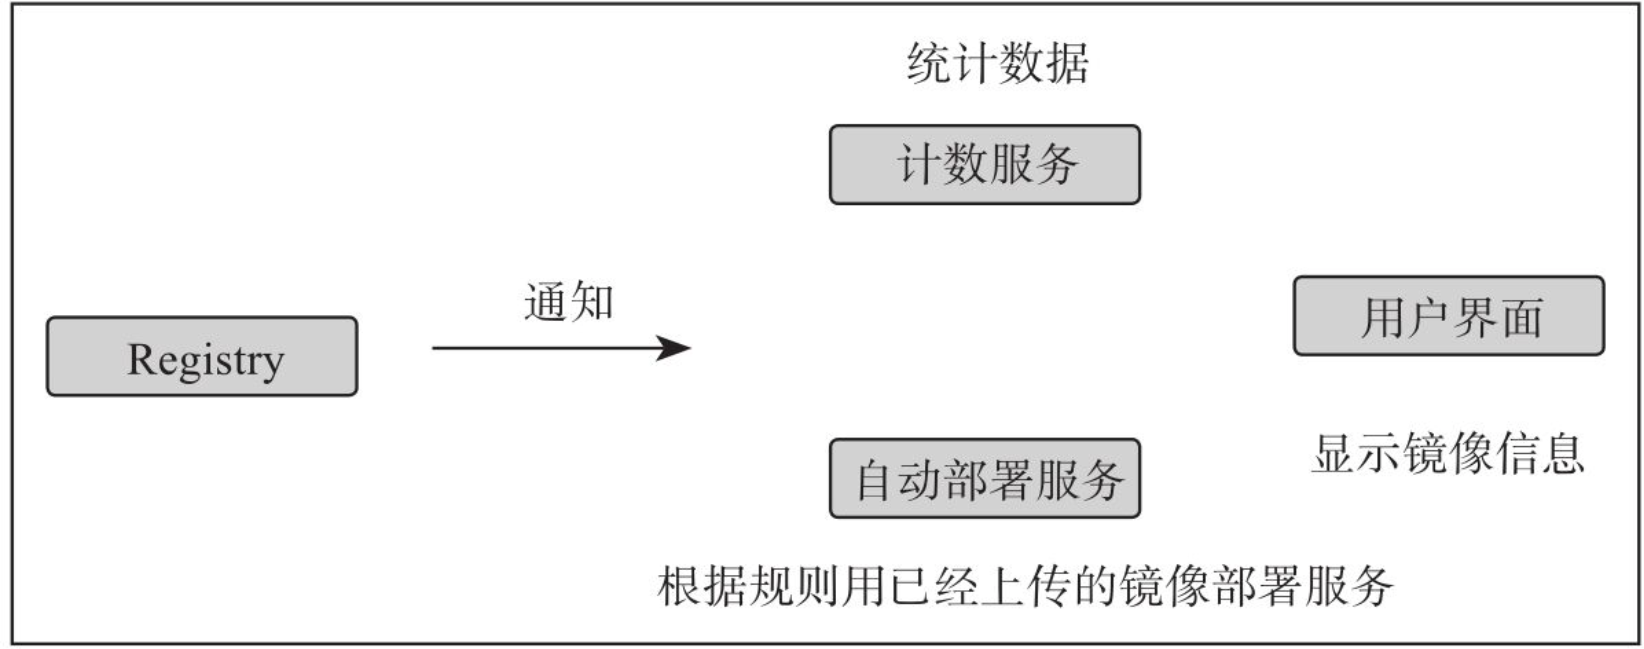 统计数据
计数服务
通知
用户界面
Registry
显示镜像信息
自动部署服务
根据规则用已经上传的镜像部署服务